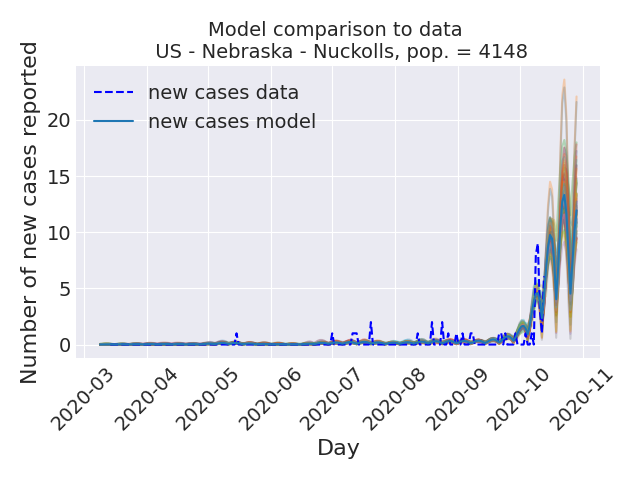 Model comparison to data
US - Nebraska - Nuckolls, pop. = 4148
new cases data
new cases model
Number of new cases reported
20
15
10
5
0
2020-03
2020-04
2020-05
2020-06
2020-07
2020-08
2020-09
2020-10
2020-11
Day